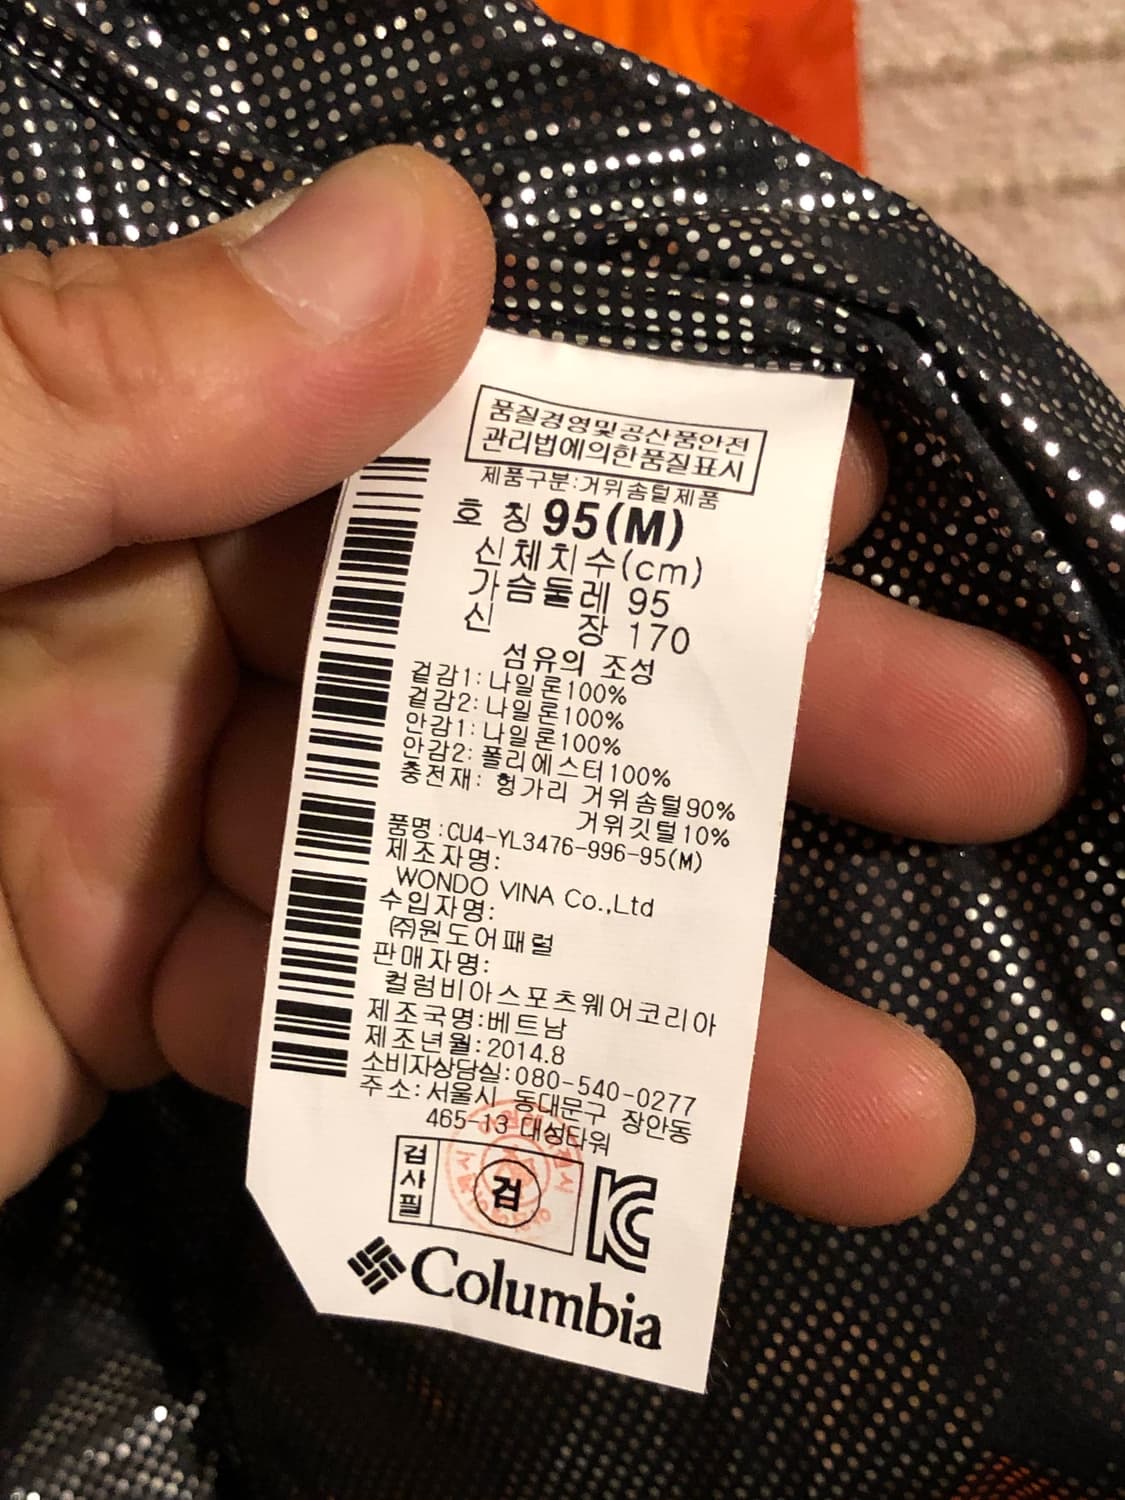 품질경영및공산품안전
관리법에의한품질표시
제품구분:거위솜털제품
호 칭 95(M)
신체치수(cm)
가슴둘레 95
신 장 170
섬유의 조성
겉감1: 나일론100%
겉감2: 나일론100%
안감1: 나일론100%
안감2: 폴리에스터100%
충전재: 헝가리 거위솜털90%
거위깃털10%
품명:CU4-YL3476-996-95(M)
제조자명:
WONDO VINA Co.,Ltd
수입자명:
㈜원도어패럴
판매자명:
컬럼비아스포츠웨어코리아
제조국명:베트남
제조년월:2014.8
소비자상담실:080-540-0277
주소:서울시 동대문구 장안동
465-13 대성타워
검사필
검
KC
Columbia